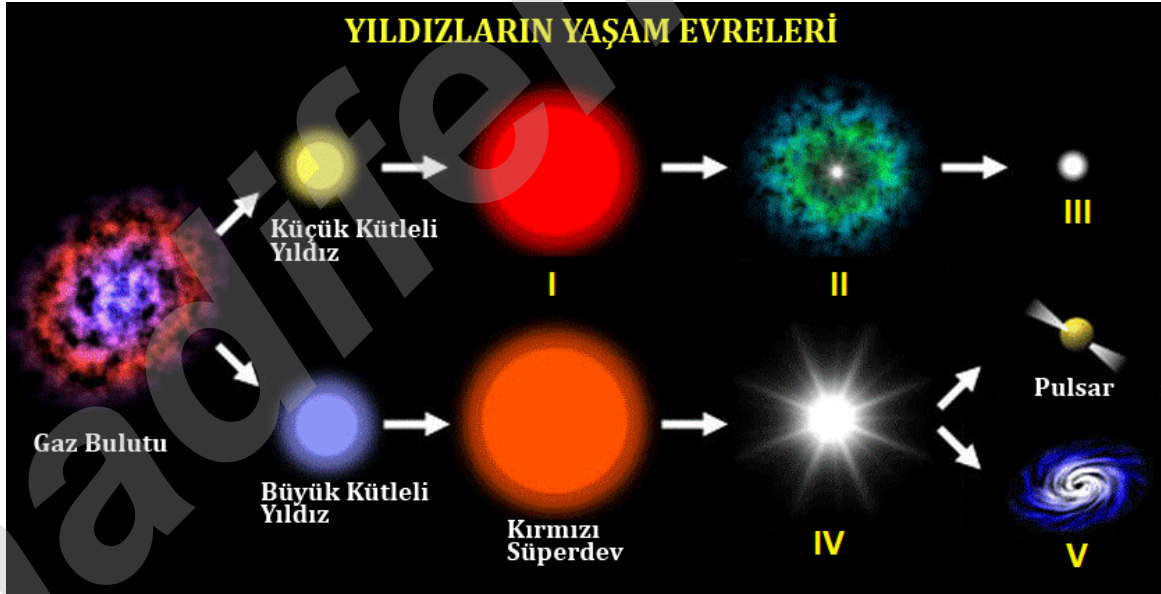 YILDIZLARIN YAŞAM EVRELERİ
Küçük Kütleli
Yıldız
I
II
III
Gaz Bulutu
Büyük Kütleli
Yıldız
Kırmızı
Süperdev
IV
Pulsar
V